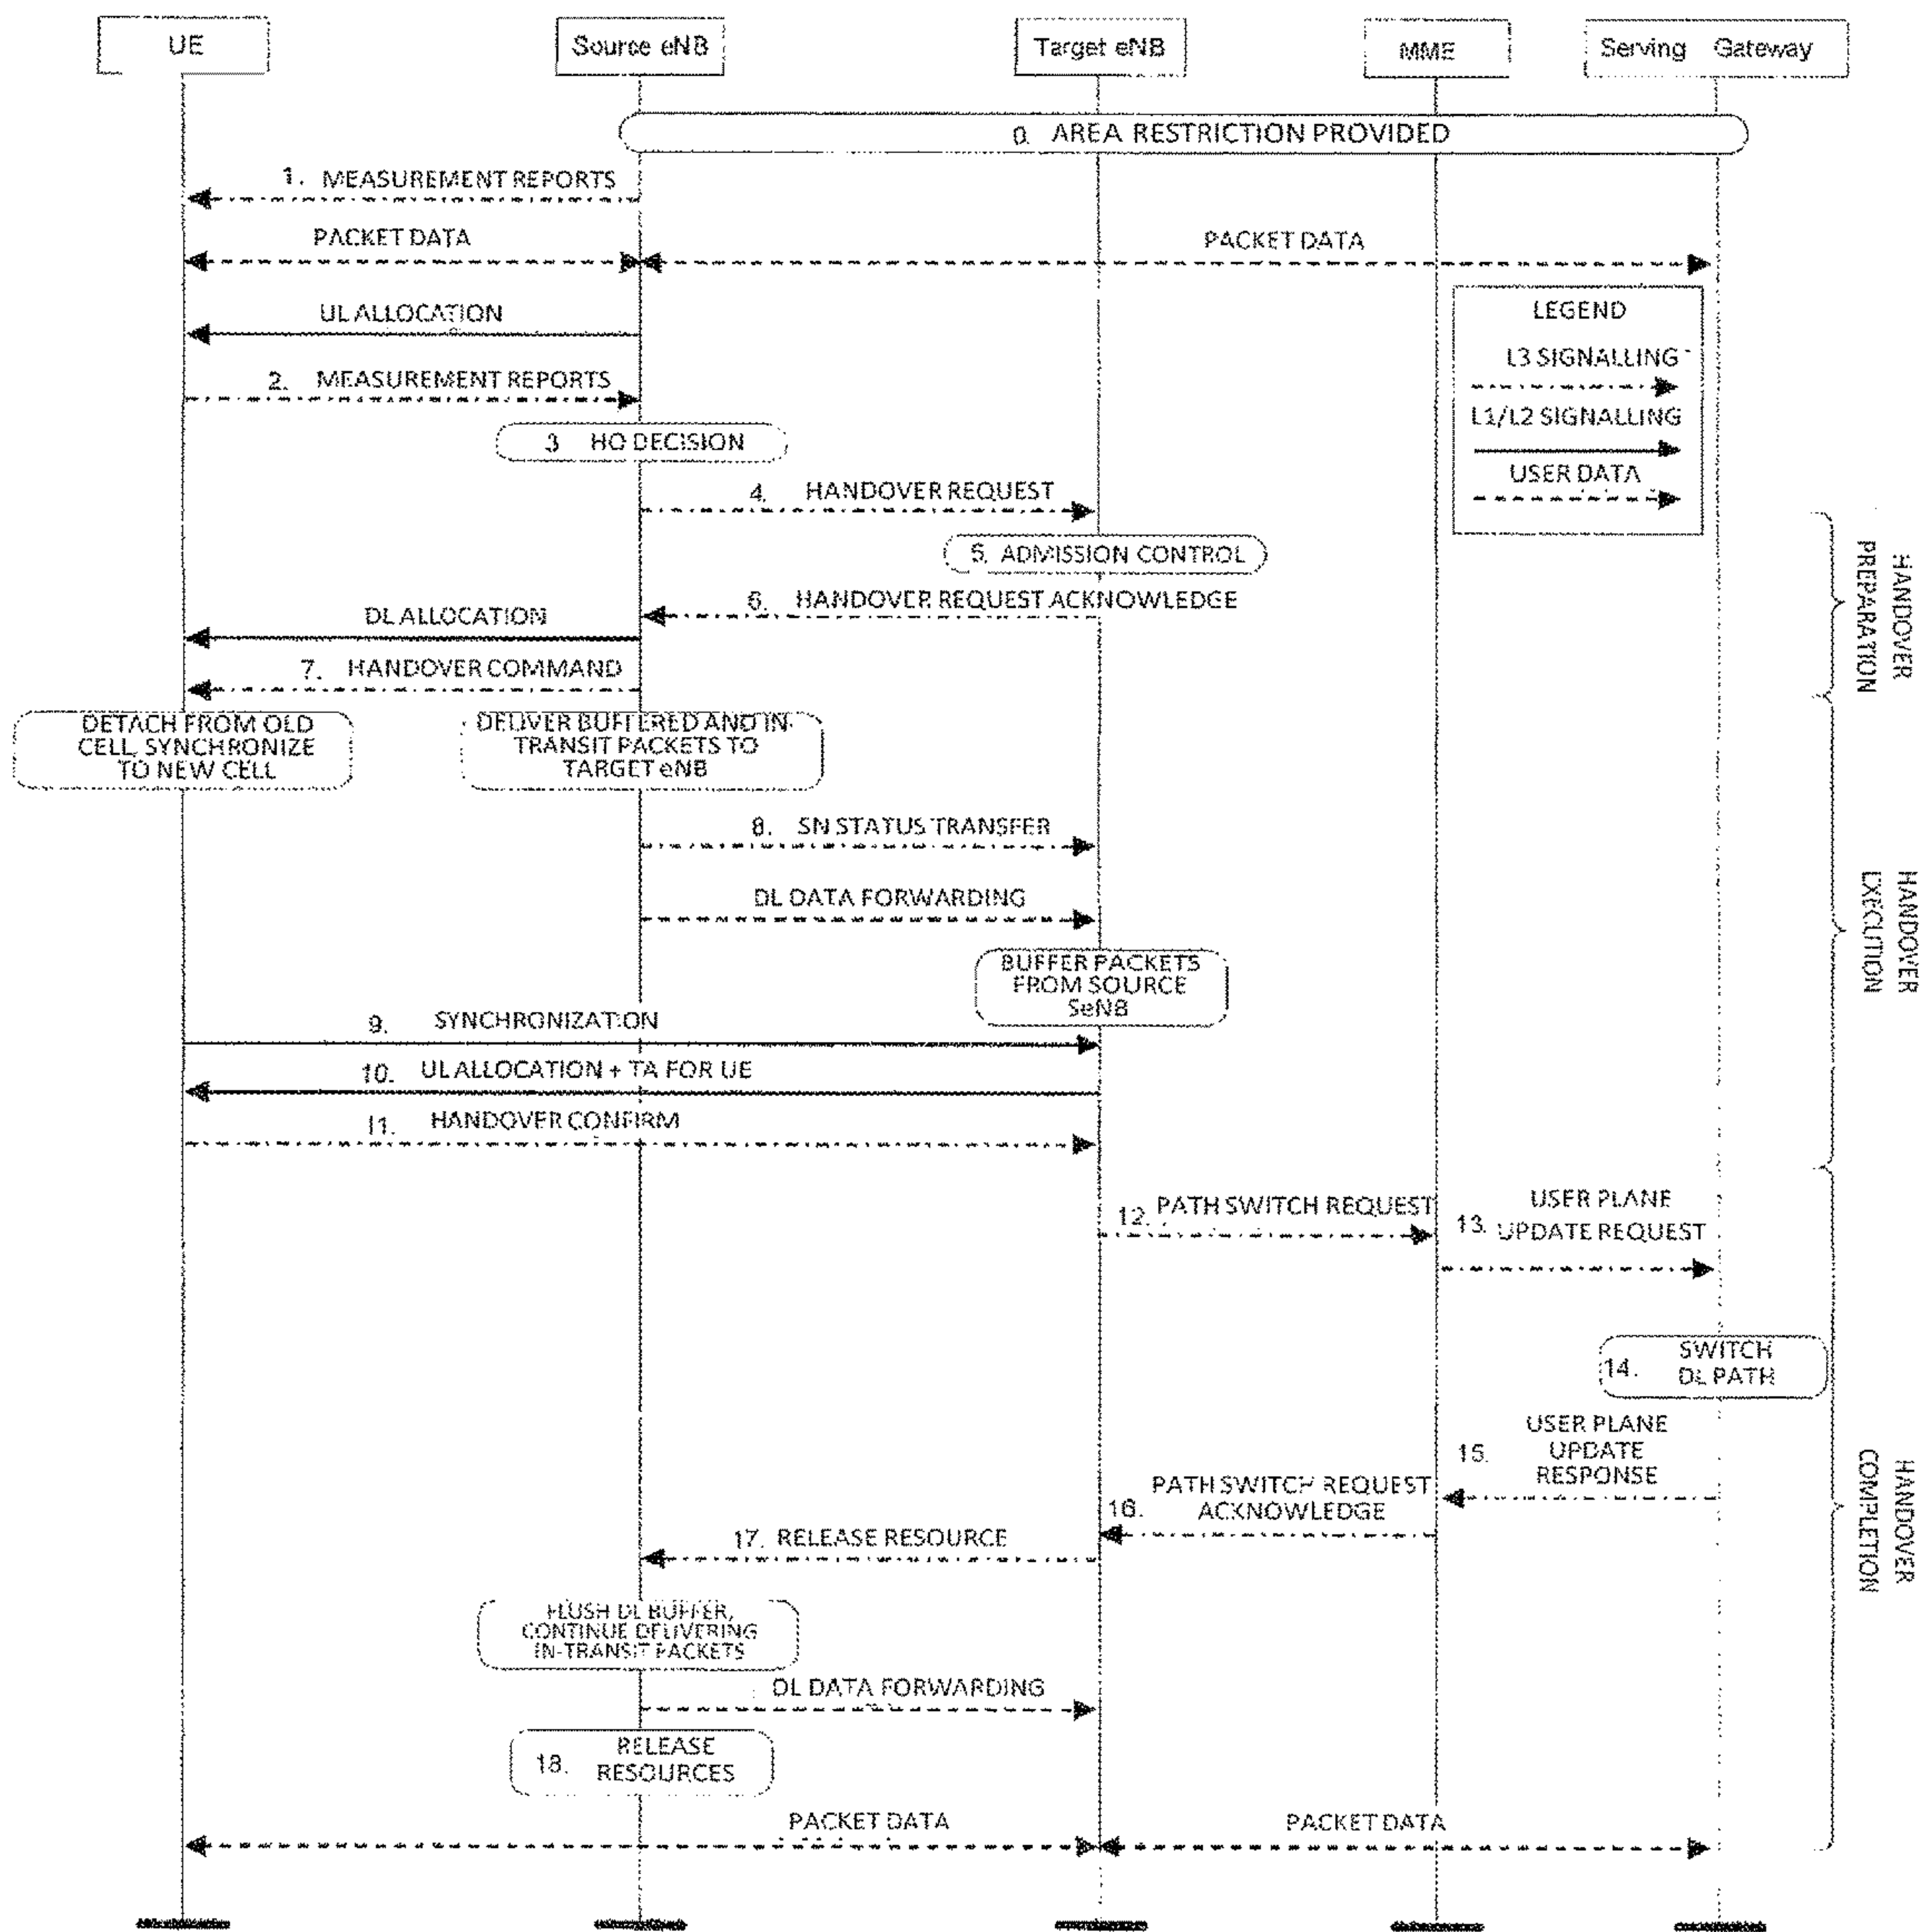 UE
Source eNB
Target eNB
MME
Serving Gateway
0. AREA RESTRICTION PROVIDED
1. MEASUREMENT REPORTS
PACKET DATA
PACKET DATA
UL ALLOCATION
LEGEND
L3 SIGNALLING
L1/L2 SIGNALLING
USER DATA
2. MEASUREMENT REPORTS
3 HO DECISION
4. HANDOVER REQUEST
5. ADMISSION CONTROL
6. HANDOVER REQUEST ACKNOWLEDGE
DL ALLOCATION
7. HANDOVER COMMAND
HANDOVER
PREPARATION
DETACH FROM OLD
CELL, SYNCHRONIZE
TO NEW CELL
DELIVER BUFFERED AND IN-
TRANSIT PACKETS TO
TARGET eNB
8. SN STATUS TRANSFER
DL DATA FORWARDING
BUFFER PACKETS
FROM SOURCE
SeNB
HANDOVER
EXECUTION
9. SYNCHRONIZATION
10. UL ALLOCATION + TA FOR UE
11. HANDOVER CONFIRM
12. PATH SWITCH REQUEST
13. USER PLANE
UPDATE REQUEST
14. SWITCH
DL PATH
15. USER PLANE
UPDATE
RESPONSE
16. PATH SWITCH REQUEST
ACKNOWLEDGE
17. RELEASE RESOURCE
HANDOVER
COMPLETION
FLUSH DL BUFFER,
CONTINUE DELIVERING
IN-TRANSIT PACKETS
DL DATA FORWARDING
18. RELEASE
RESOURCES
PACKET DATA
PACKET DATA